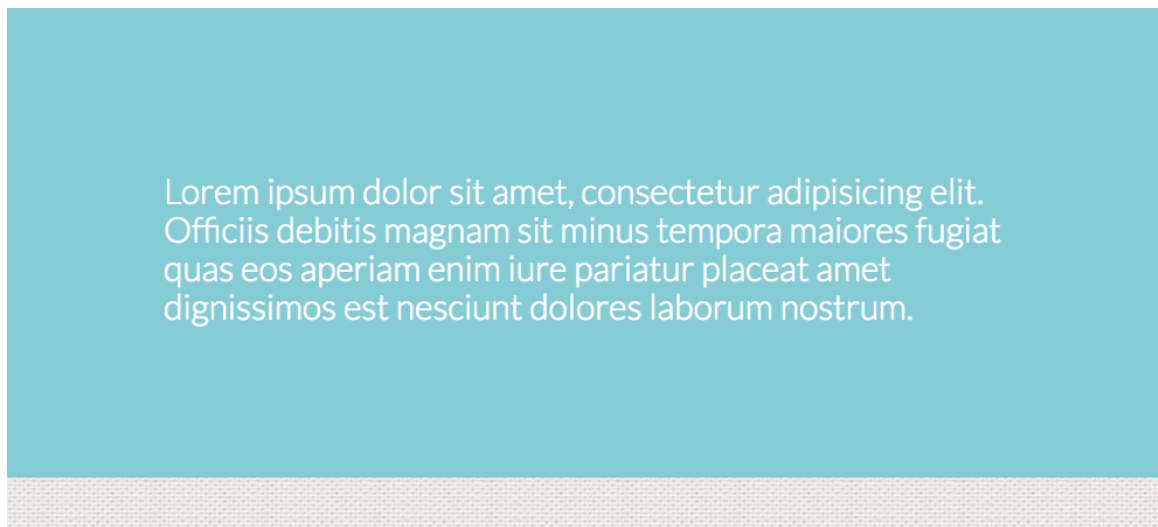 Lorem ipsum dolor sit amet, consectetur adipisicing elit.
Officiis debitis magnam sit minus tempora maiores fugiat
quas eos aperiam enim iure pariatur placeat amet
dignissimos est nesciunt dolores laborum nostrum.